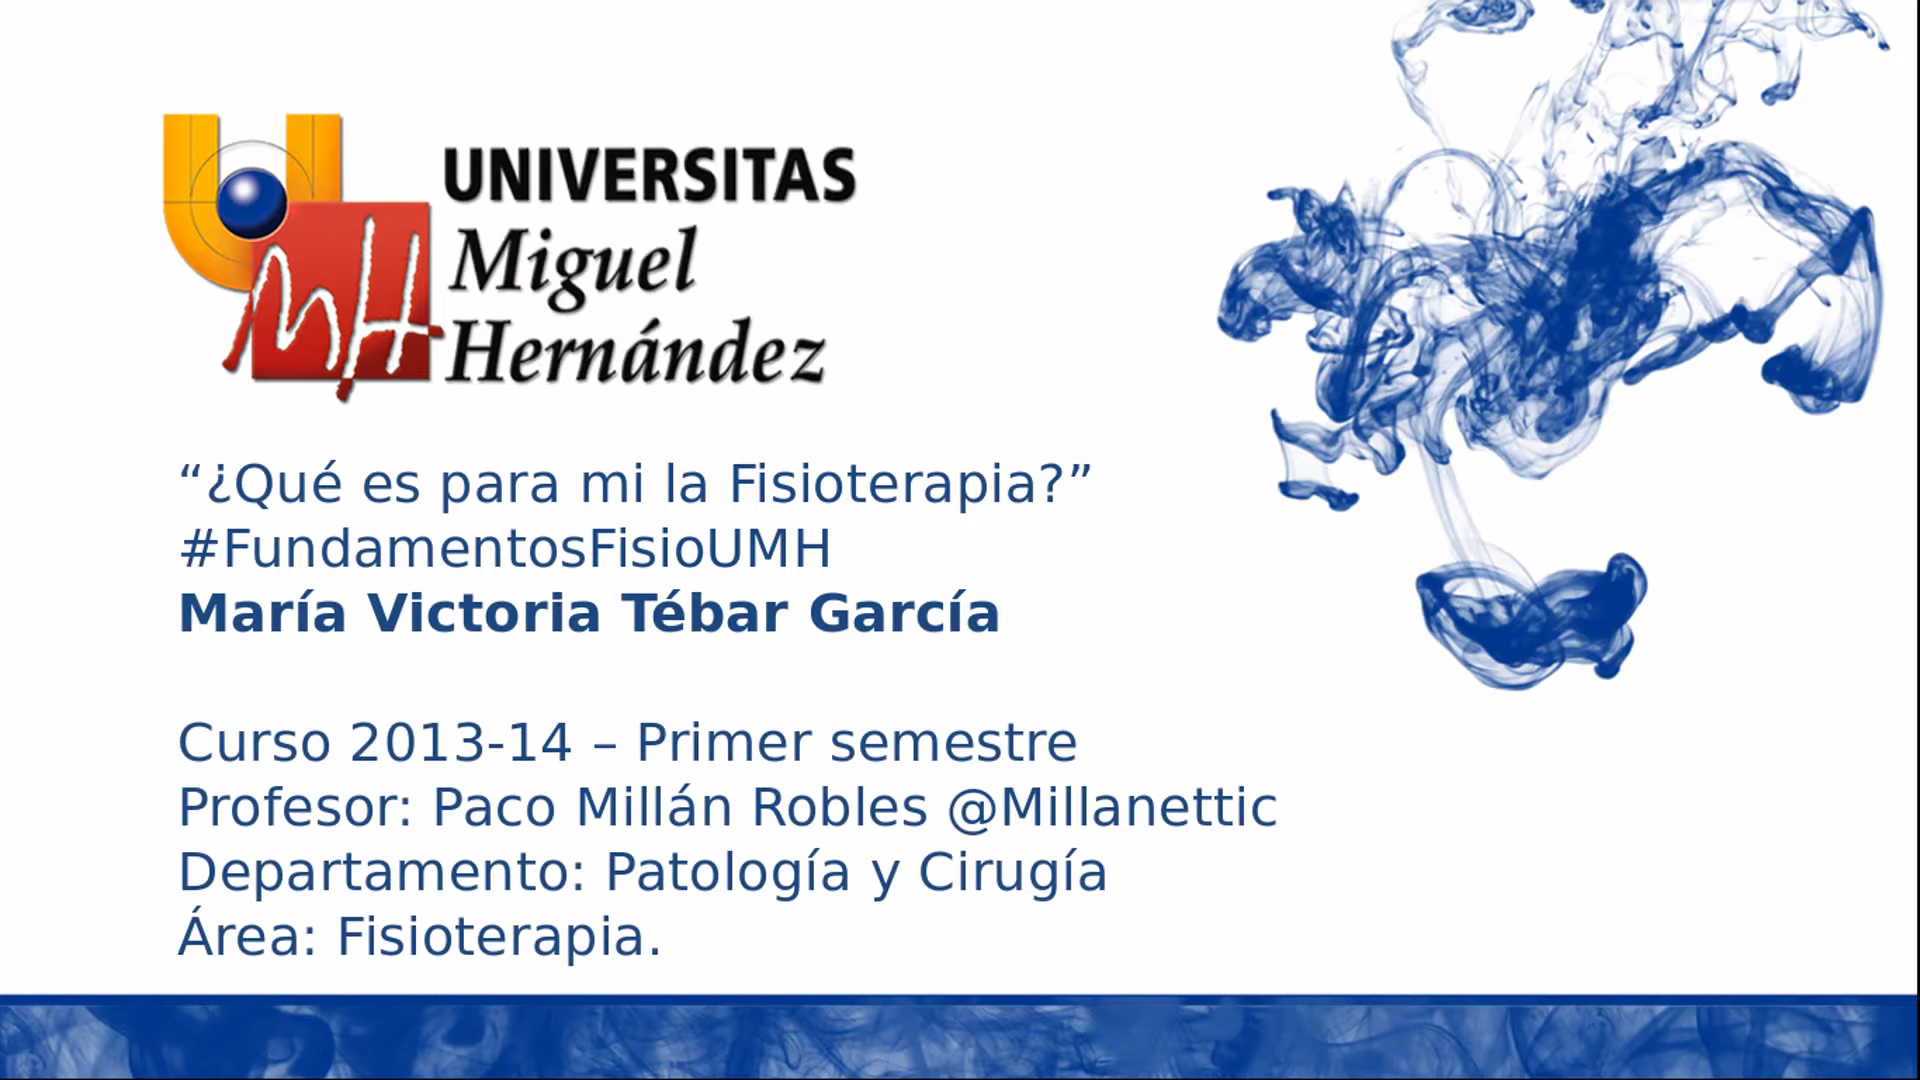 UNIVERSITAS
Miguel
Hernández
MH
“¿Qué es para mi la Fisioterapia?”
#FundamentosFisioUMH
María Victoria Tébar García
Curso 2013-14 – Primer semestre
Profesor: Paco Millán Robles @Millanettic
Departamento: Patología y Cirugía
Área: Fisioterapia.